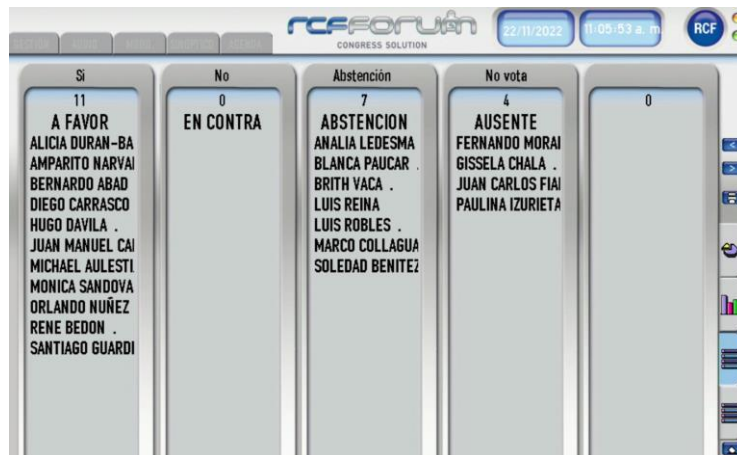 RCFFORUM
CONGRESS SOLUTION
22/11/2022
11:05:53 a. m.
RCF
Si
No
Abstención
No vota
11
A FAVOR
ALICIA DURAN-BA
AMPARITO NARVAI
BERNARDO ABAD
DIEGO CARRASCO
HUGO DAVILA .
JUAN MANUEL CAI
MICHAEL AULESTI
MONICA SANDOVA
ORLANDO NUÑEZ
RENE BEDON .
SANTIAGO GUARDI
0
EN CONTRA
7
ABSTENCION
ANALIA LEDESMA
BLANCA PAUCAR .
BRITH VACA .
LUIS REINA
LUIS ROBLES .
MARCO COLLAGUA
SOLEDAD BENITEZ
4
AUSENTE
FERNANDO MORAI
GISSELA CHALA .
JUAN CARLOS FIAI
PAULINA IZURIETA
0